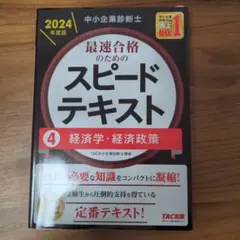 2024
年度版
中小企業診断士
最速合格
のための
スピード
テキスト
4 経済学・経済政策
TAC中小企業診断士講座
必要な知識をコンパクトに凝縮!
から圧倒的支持を得ている
定番テキスト!
TAC出版